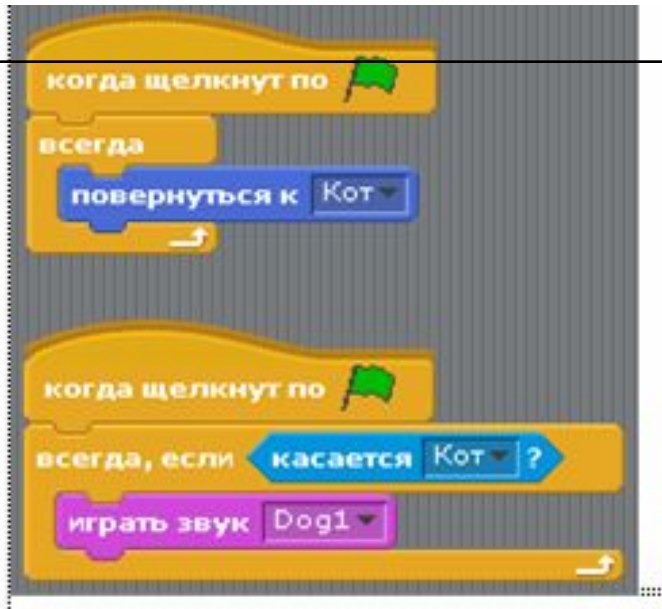 когда щелкнут по
всегда
повернуться к Кот
когда щелкнут по
всегда, если касается Кот ?
играть звук Dog1